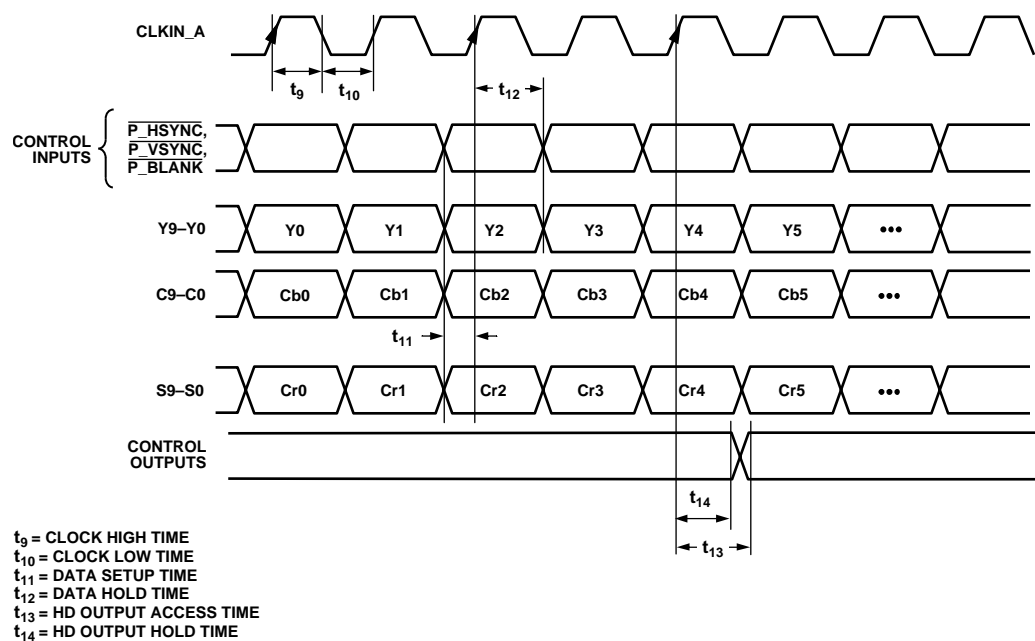 CLKIN_A
t9
t10
t12
CONTROL
INPUTS
P_HSYNC,
P_VSYNC,
P_BLANK
Y9–Y0
Y0
Y1
Y2
Y3
Y4
Y5
•••
C9–C0
Cb0
Cb1
Cb2
Cb3
Cb4
Cb5
•••
t11
S9–S0
Cr0
Cr1
Cr2
Cr3
Cr4
Cr5
•••
CONTROL
OUTPUTS
t14
t13
t9 = CLOCK HIGH TIME
t10 = CLOCK LOW TIME
t11 = DATA SETUP TIME
t12 = DATA HOLD TIME
t13 = HD OUTPUT ACCESS TIME
t14 = HD OUTPUT HOLD TIME